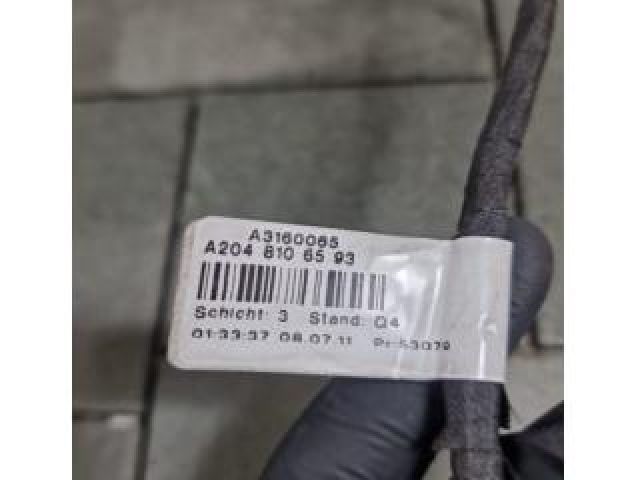 A3160065
A204 810 65 93
Schicht: 3 Stand: Q4
01:33:37 08.07.11